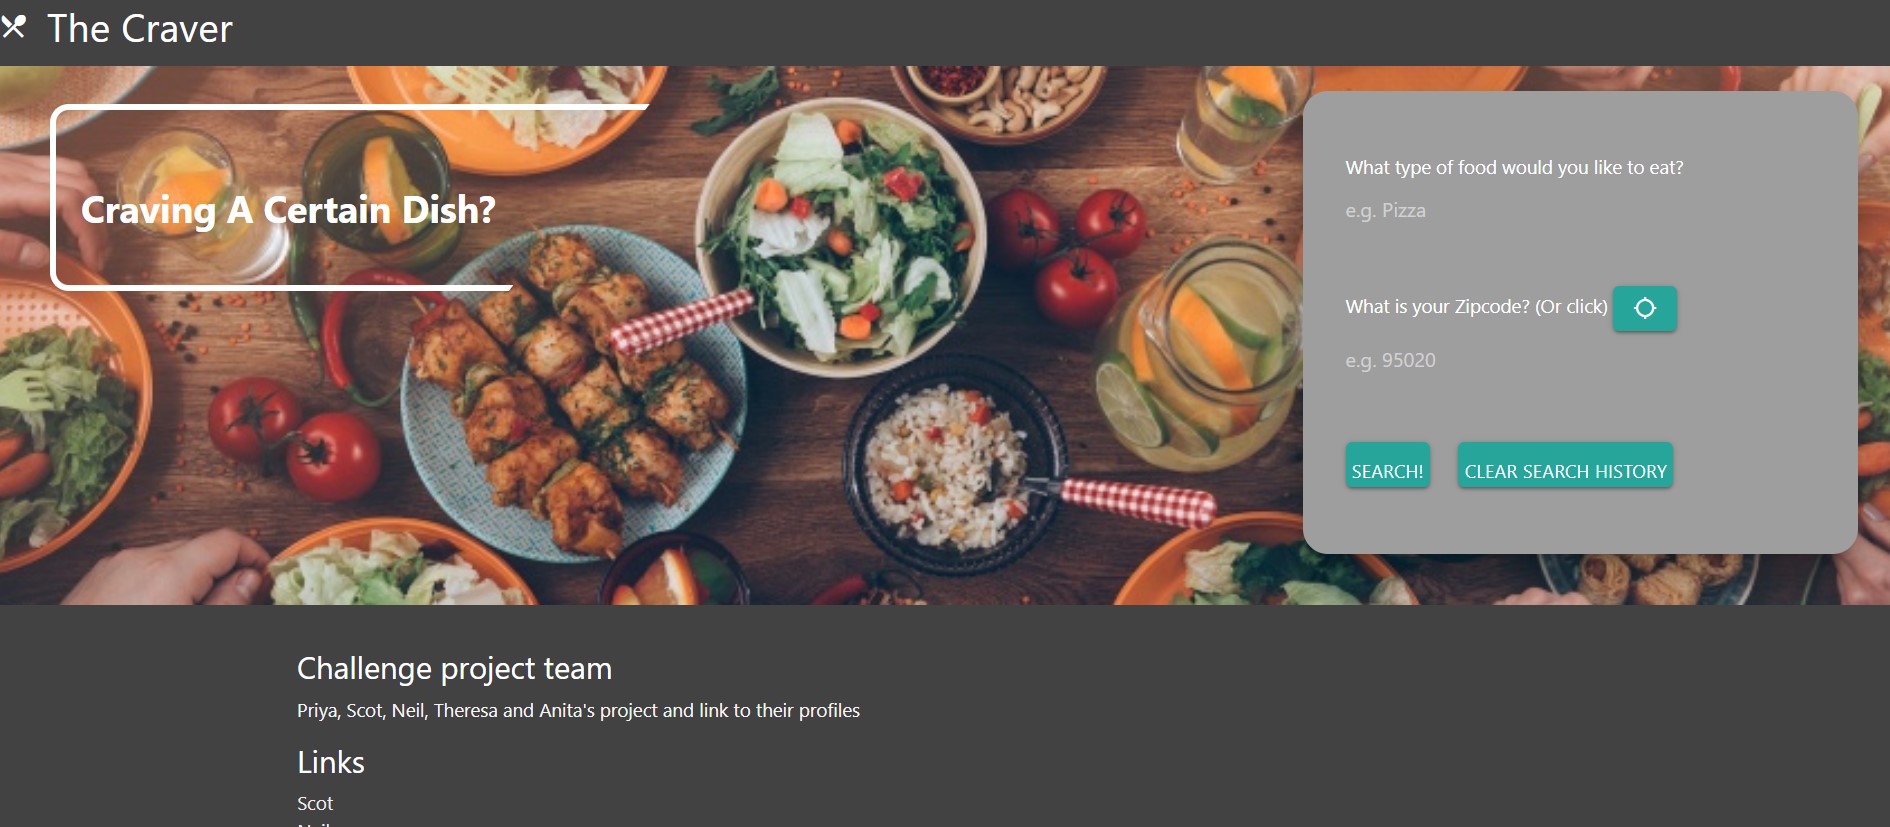 The Craver
Craving A Certain Dish?
What type of food would you like to eat?
e.g. Pizza
What is your Zipcode? (Or click)
e.g. 95020
SEARCH!
CLEAR SEARCH HISTORY
Challenge project team
Priya, Scot, Neil, Theresa and Anita's project and link to their profiles
Links
Scot